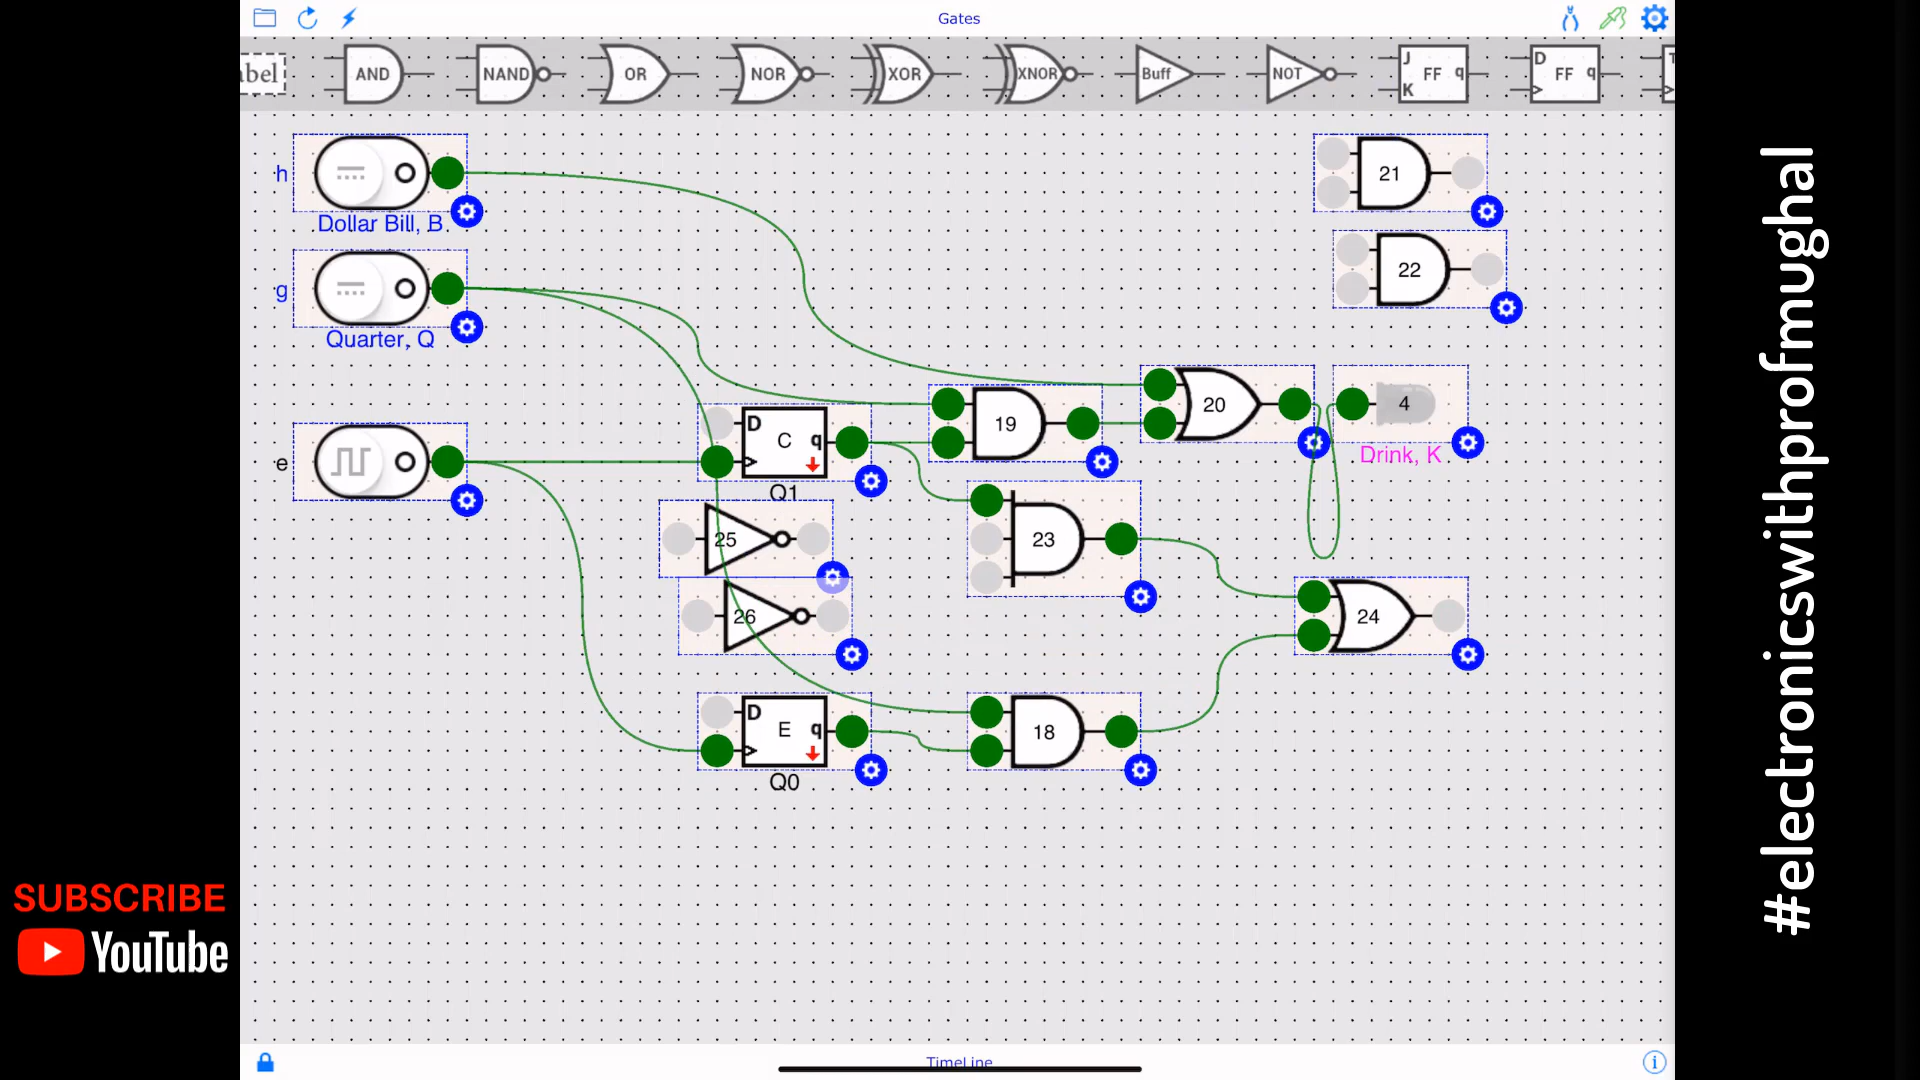 Gates
abel
AND
NAND
OR
NOR
XOR
XNOR
Buff
NOT
J
FF q
K
D
FF q
T
h
Dollar Bill, B
g
Quarter, Q
e
21
22
D
C q
Q1
19
20
4
Drink, K
25
23
26
24
D
E q
Q0
18
SUBSCRIBE
YouTube
TimeLine
#electronicswithprofmughal